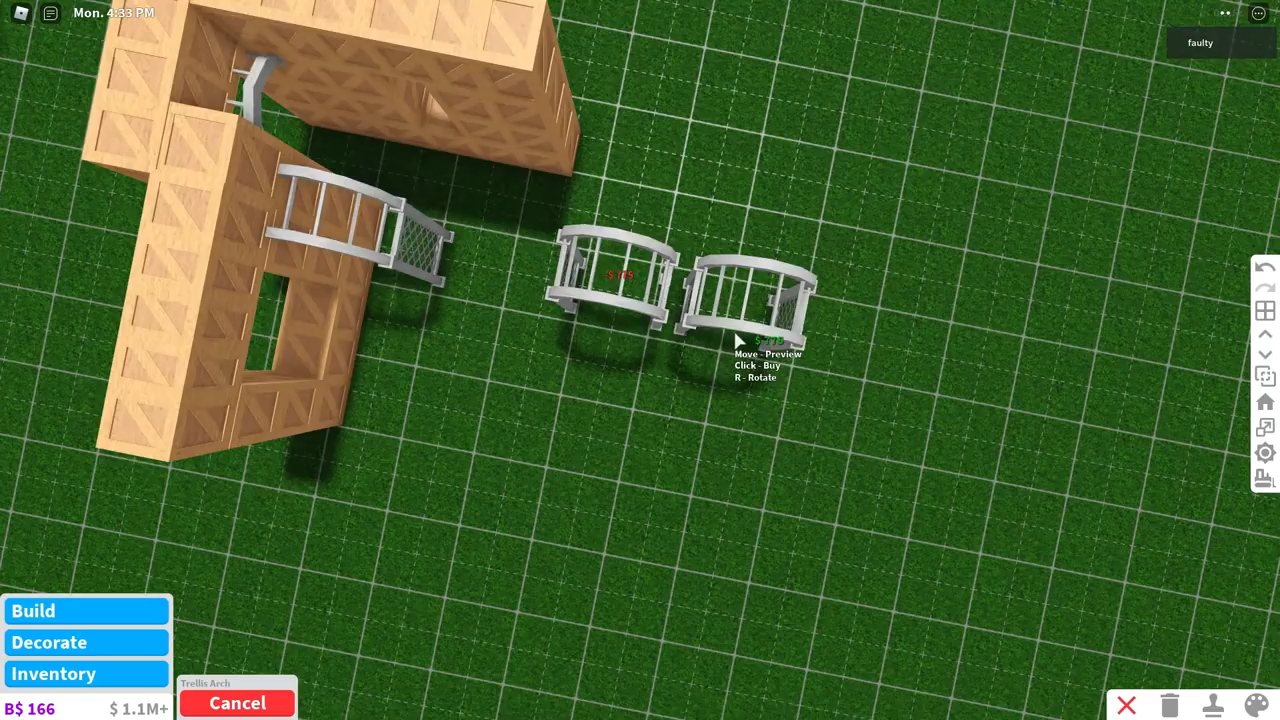 Mon. 4:33 PM
faulty
Move - Preview
Click - Buy
R - Rotate
Build
Decorate
Inventory
Trellis Arch
Cancel
B$ 166
$ 1.1M+